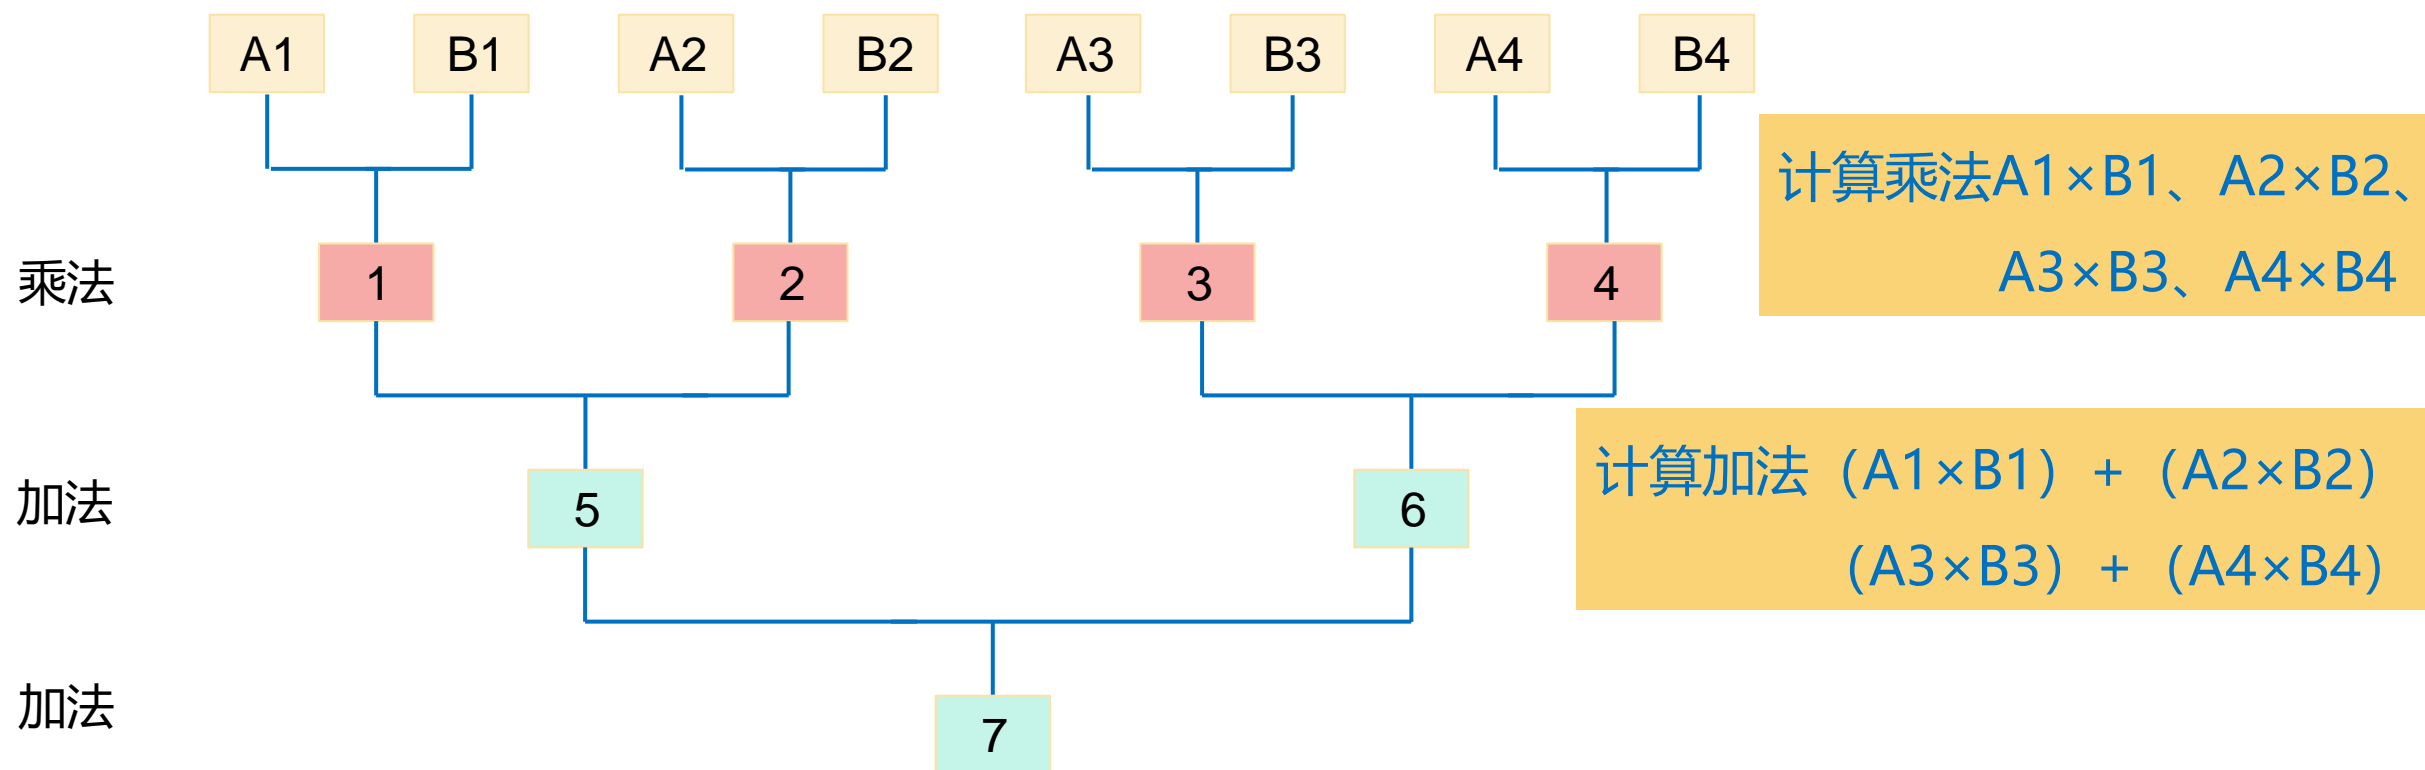 A1 B1 A2 B2 A3 B3 A4 B4
计算乘法A1×B1、A2×B2、
A3×B3、A4×B4
乘法 1 2 3 4
计算加法（A1×B1）+（A2×B2）
（A3×B3）+（A4×B4）
加法 5 6
加法 7